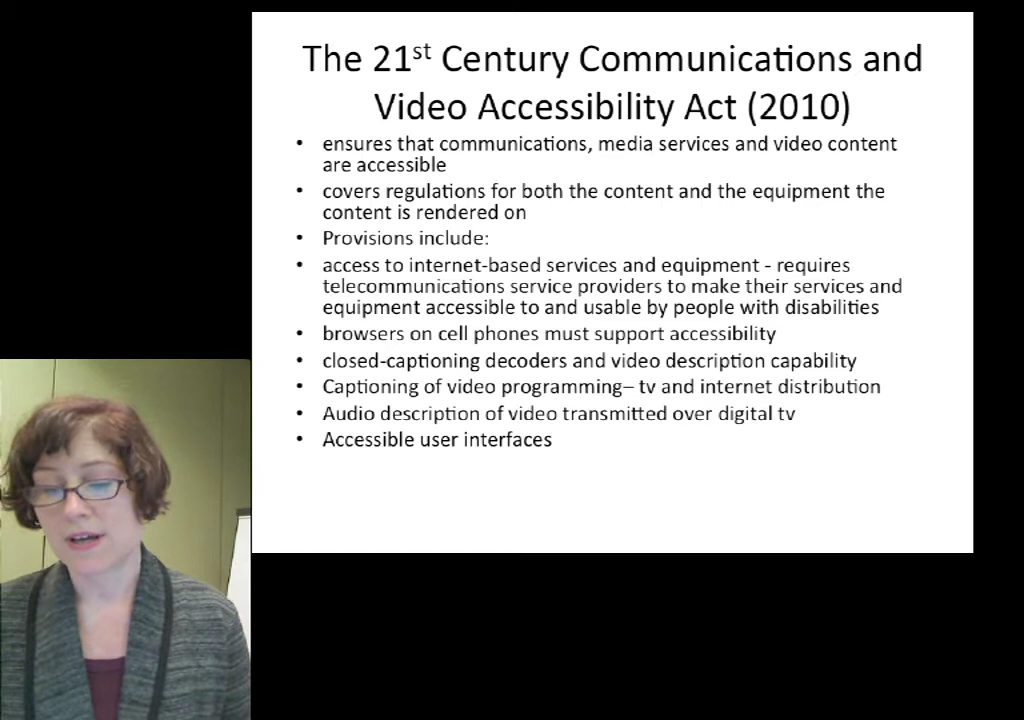 The 21st Century Communications and
Video Accessibility Act (2010)
• ensures that communications, media services and video content
are accessible
• covers regulations for both the content and the equipment the
content is rendered on
• Provisions include:
• access to internet-based services and equipment - requires
telecommunications service providers to make their services and
equipment accessible to and usable by people with disabilities
• browsers on cell phones must support accessibility
• closed-captioning decoders and video description capability
• Captioning of video programming– tv and internet distribution
• Audio description of video transmitted over digital tv
• Accessible user interfaces